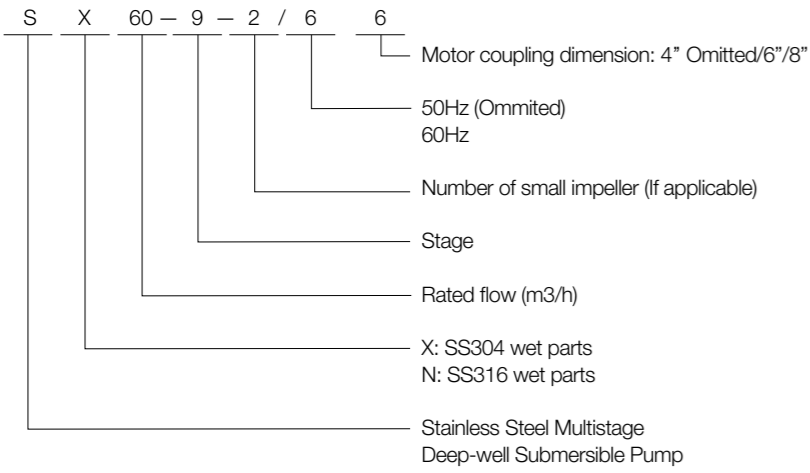 S X 60 – 9 – 2 / 6 6
Motor coupling dimension: 4” Omitted/6”/8”
50Hz (Ommited)
60Hz
Number of small impeller (If applicable)
Stage
Rated flow (m3/h)
X: SS304 wet parts
N: SS316 wet parts
Stainless Steel Multistage
Deep-well Submersible Pump